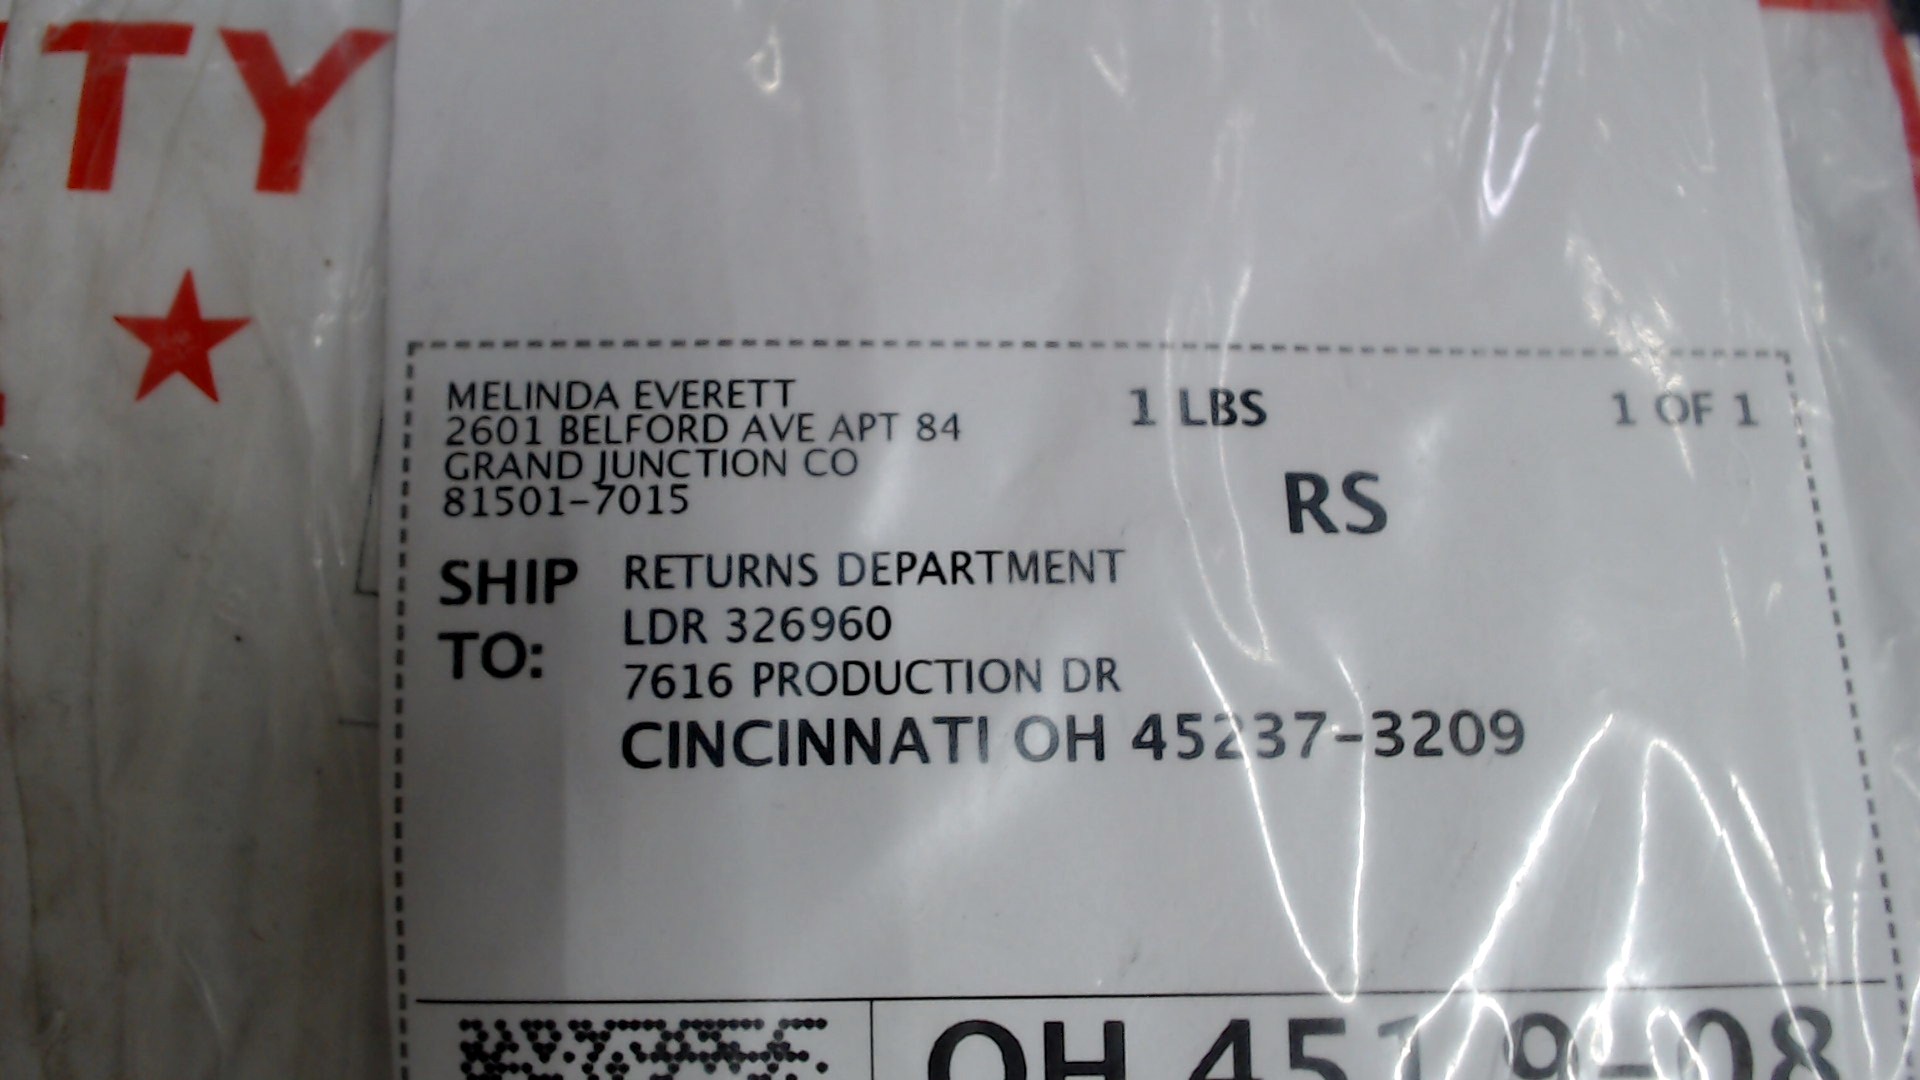 TY
MELINDA EVERETT
1 LBS
1 OF 1
2601 BELFORD AVE APT 84
GRAND JUNCTION CO
81501-7015
RS
SHIP TO:
RETURNS DEPARTMENT
LDR 326960
7616 PRODUCTION DR
CINCINNATI OH 45237-3209
OH